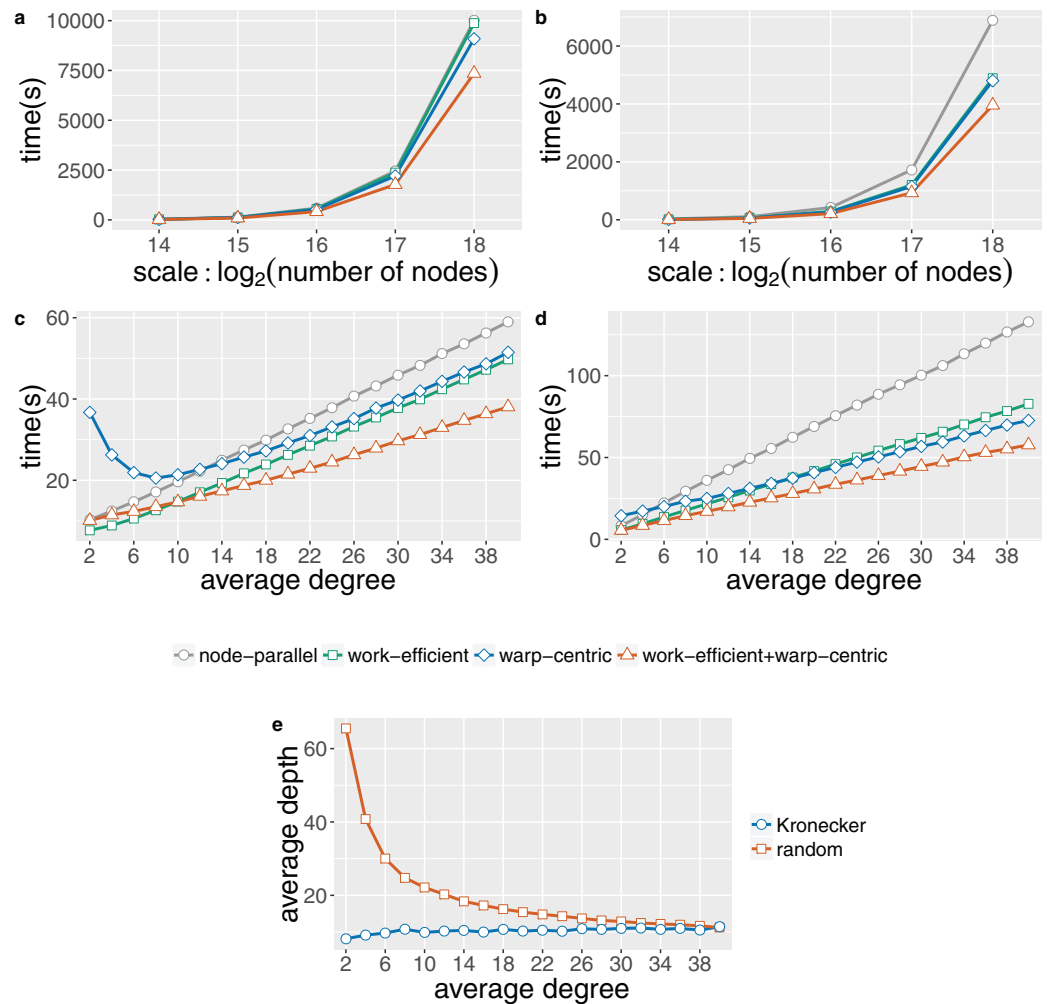 a
10000
7500
5000
2500
0
time(s)
14 15 16 17 18
scale : log₂(number of nodes)
b
6000
4000
2000
0
time(s)
14 15 16 17 18
scale : log₂(number of nodes)
c
60
40
20
time(s)
2 6 10 14 18 22 26 30 34 38
average degree
d
100
50
0
time(s)
2 6 10 14 18 22 26 30 34 38
average degree
node−parallel work−efficient warp−centric work−efficient+warp−centric
e
60
40
20
average depth
2 6 10 14 18 22 26 30 34 38
average degree
Kronecker
random